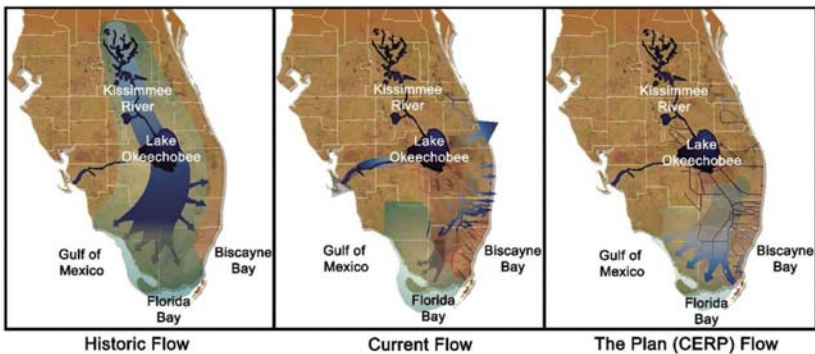 Kissimmee
River
Lake
Okeechobee
Gulf of
Mexico
Biscayne
Bay
Florida
Bay
Historic Flow
Kissimmee
River
Lake
Okeechobee
Gulf of
Mexico
Biscayne
Bay
Florida
Bay
Current Flow
Kissimmee
River
Lake
Okeechobee
Gulf of
Mexico
Biscayne
Bay
Florida
Bay
The Plan (CERP) Flow